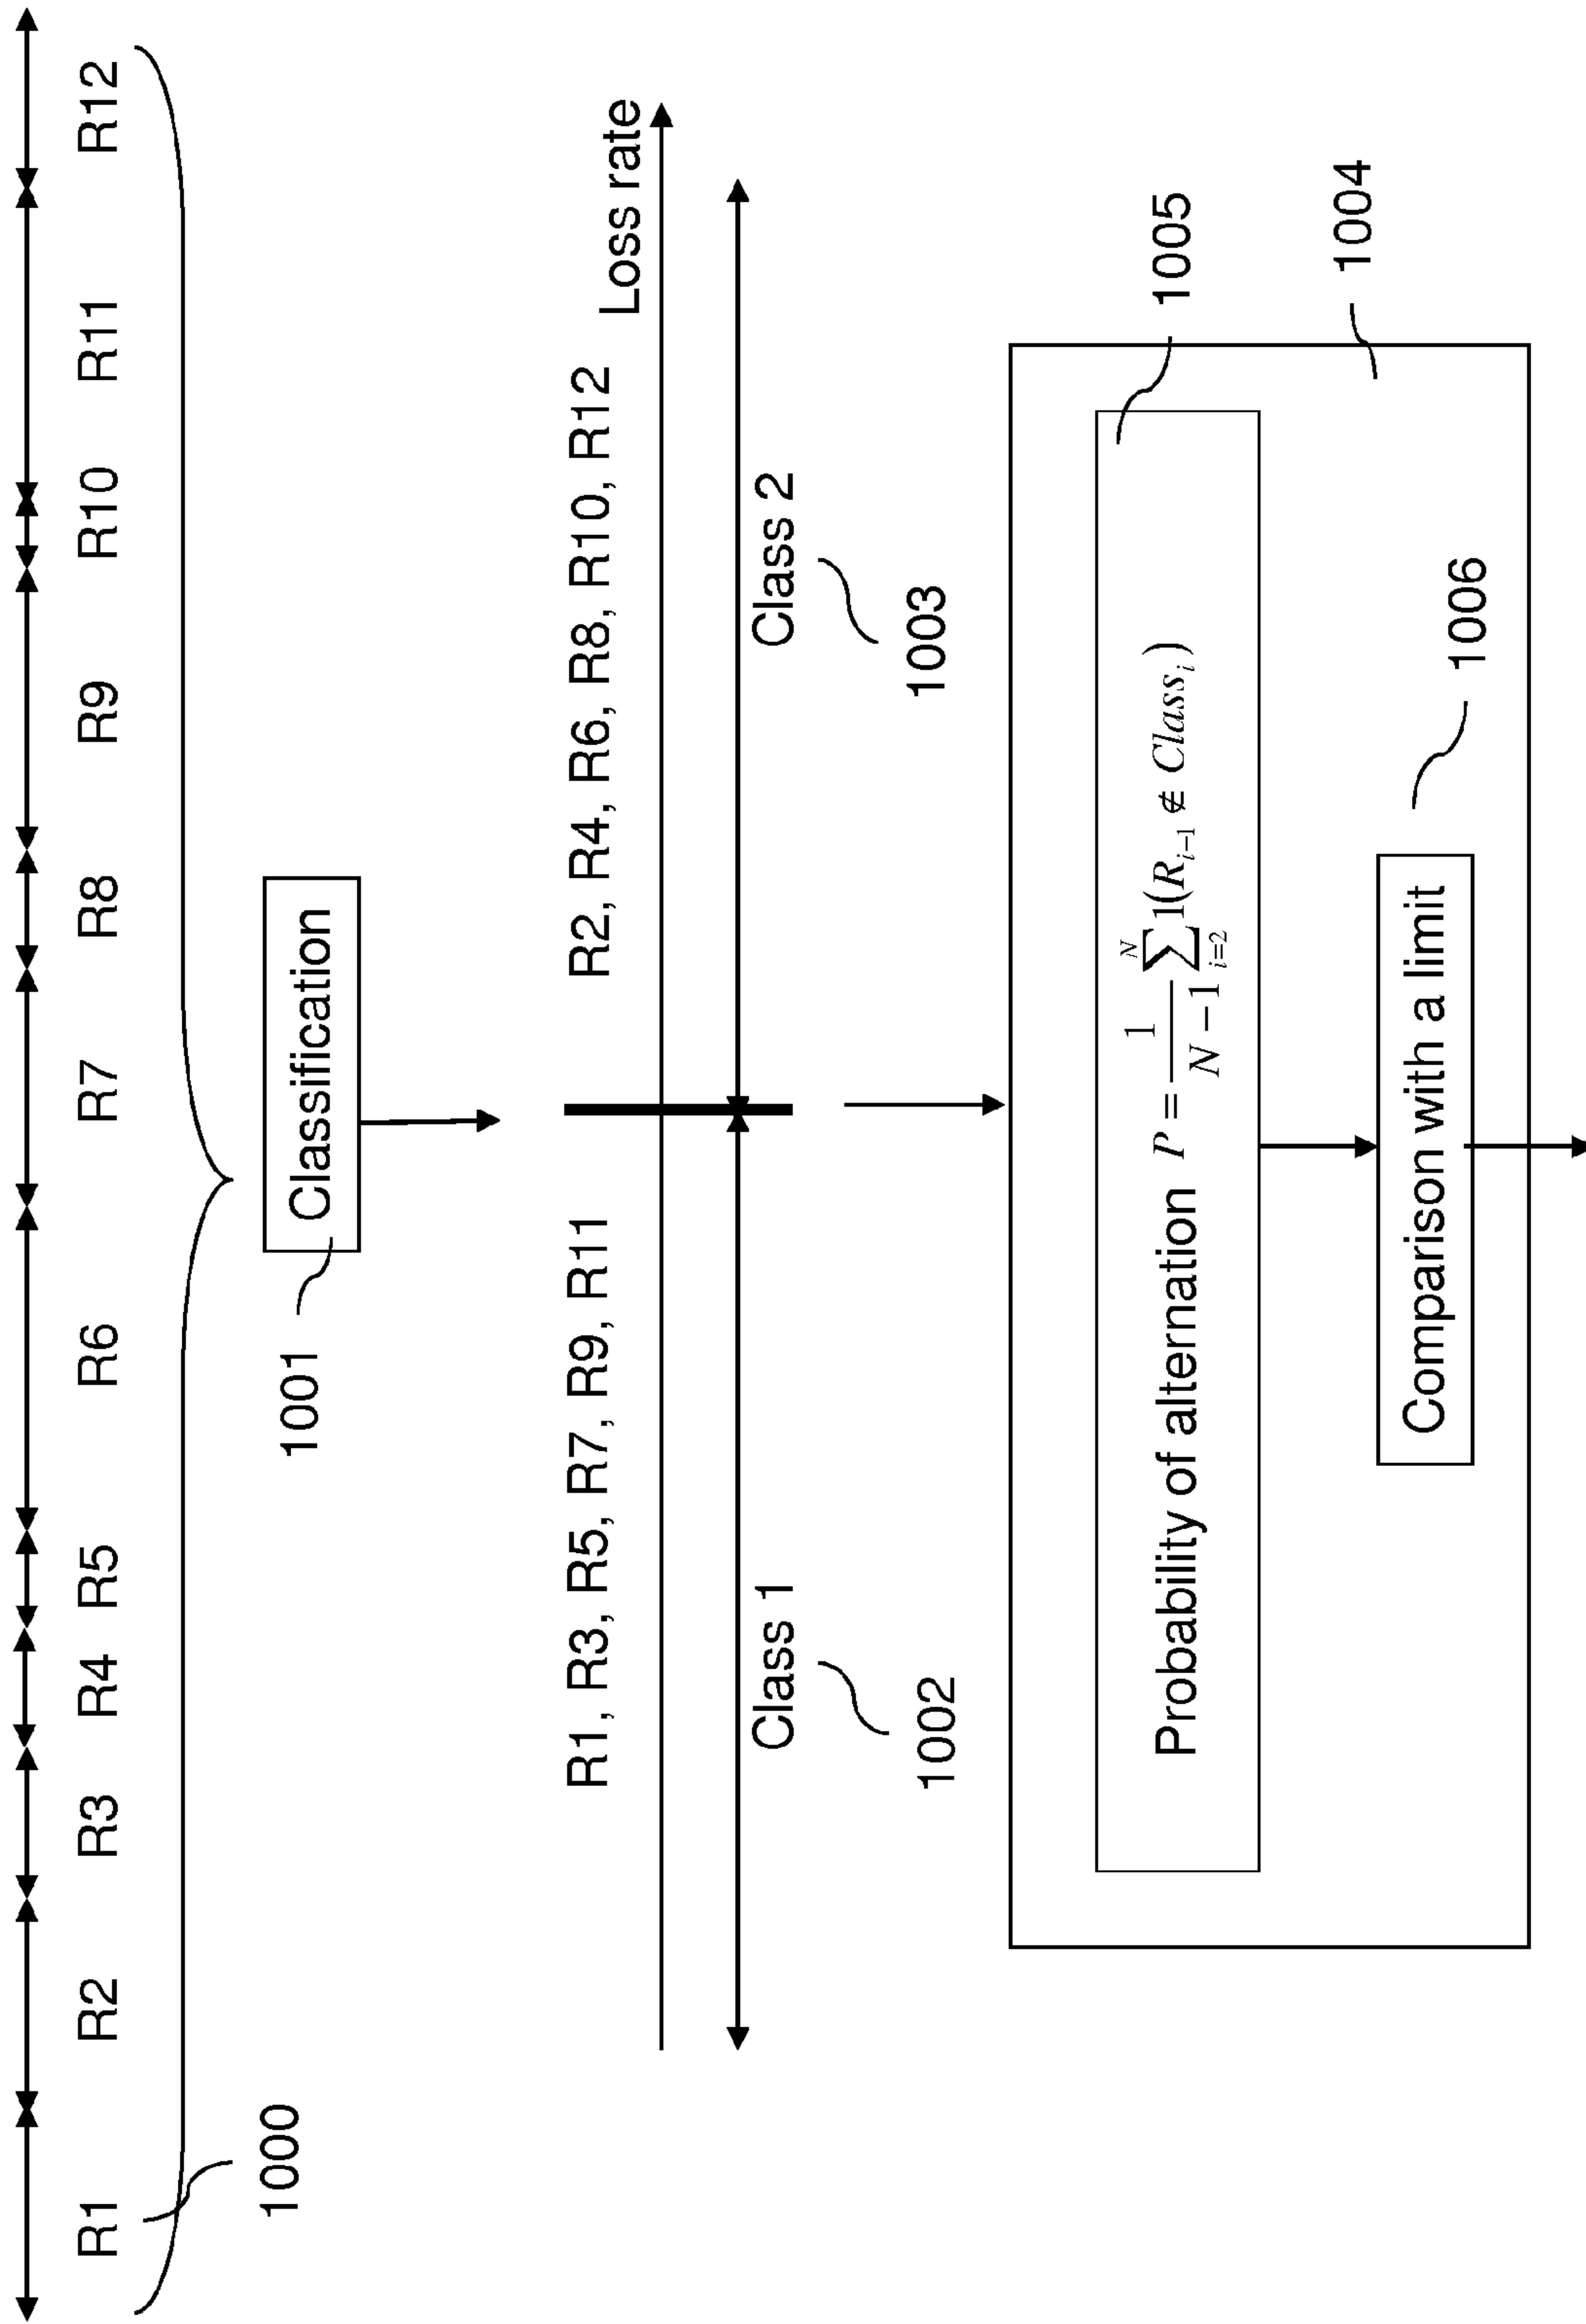 R1 R2 R3 R4 R5 R6 R7 R8 R9 R10 R11 R12
1000
1001
Classification
R1, R3, R5, R7, R9, R11
R2, R4, R6, R8, R10, R12
Loss rate
Class 1
Class 2
1002
1003
1005
Probability of alternation P = \frac{1}{N-1} \sum_{i=2}^{N} 1(R_{i-1} ∉ Class_i)
1004
Comparison with a limit
1006